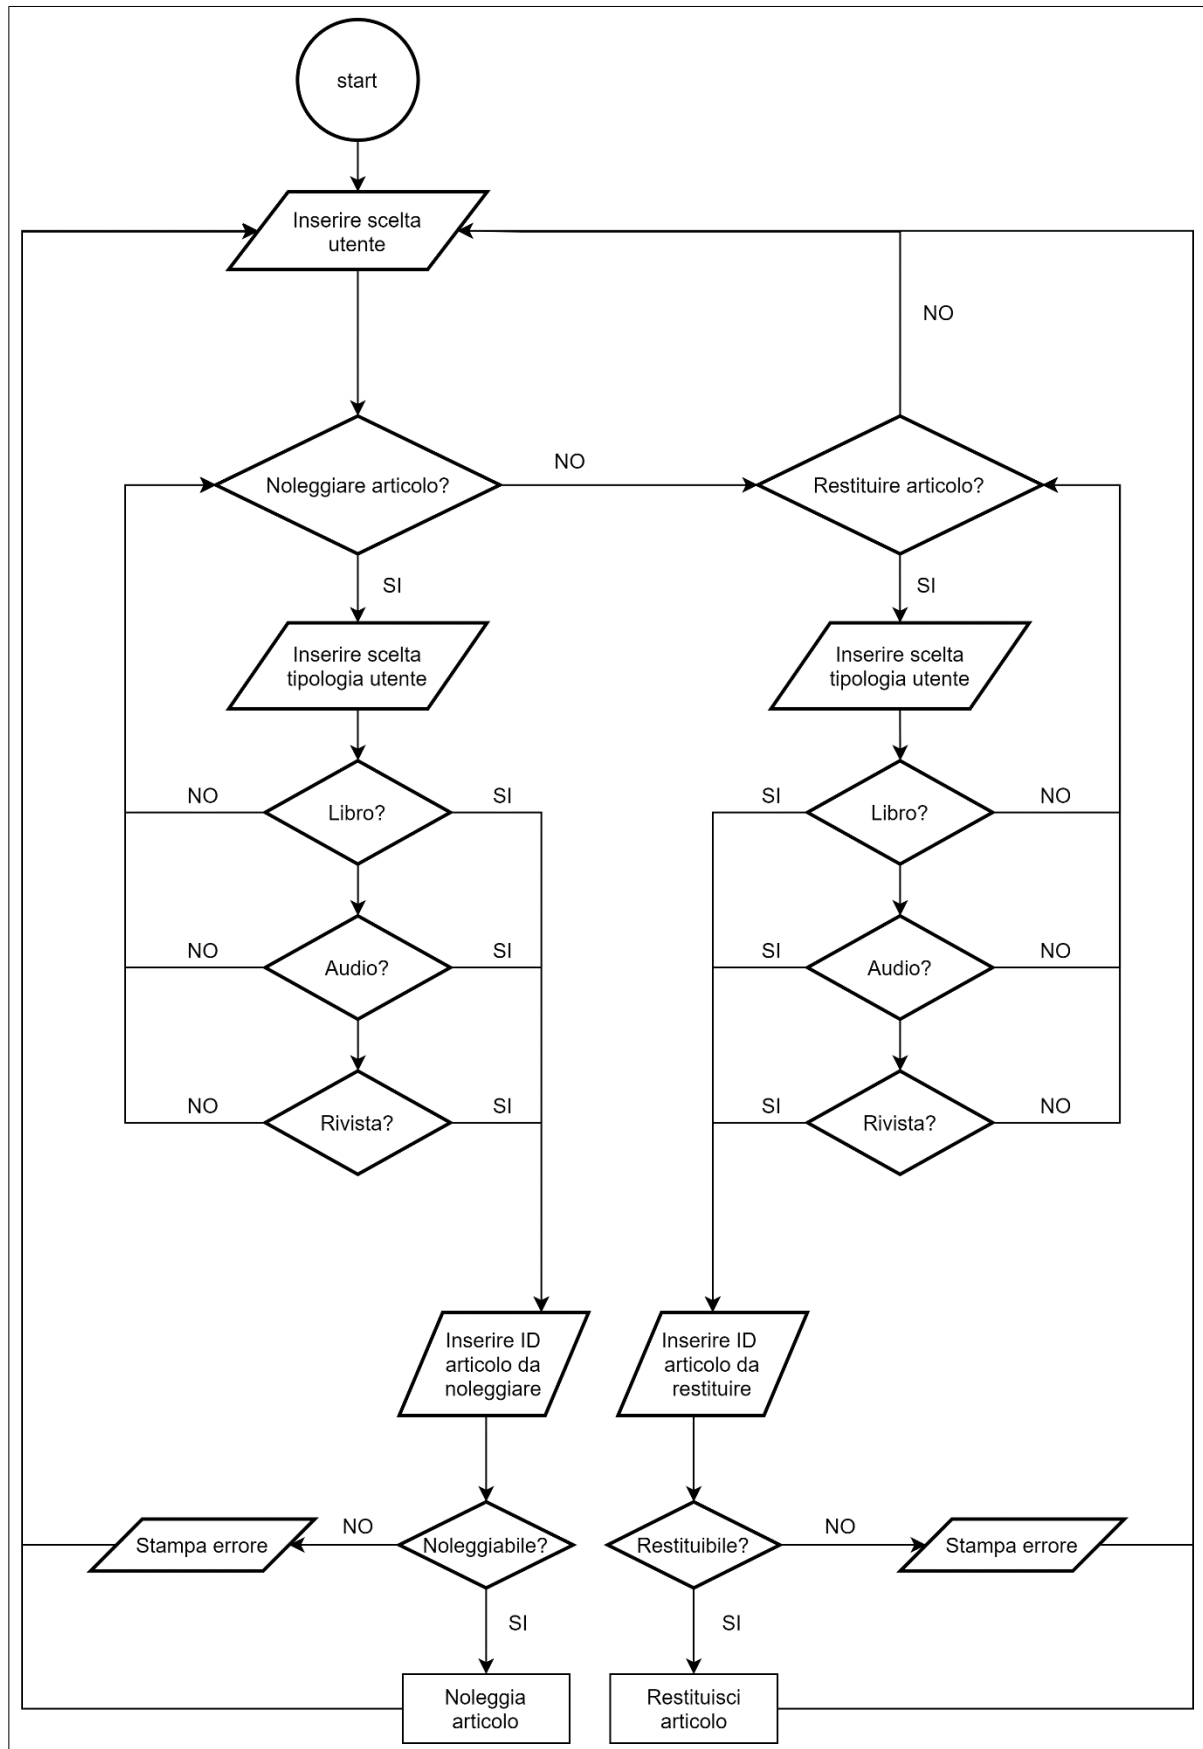 start
Inserire scelta
utente
NO
Noleggiare articolo?
NO
Restituire articolo?
SI
SI
Inserire scelta
tipologia utente
Inserire scelta
tipologia utente
NO
Libro?
SI
SI
Libro?
NO
NO
Audio?
SI
SI
Audio?
NO
NO
Rivista?
SI
SI
Rivista?
NO
Inserire ID
articolo da
noleggiare
Inserire ID
articolo da
restituire
Stampa errore
NO
Noleggiabile?
Restituibile?
NO
Stampa errore
SI
SI
Noleggia
articolo
Restituisci
articolo